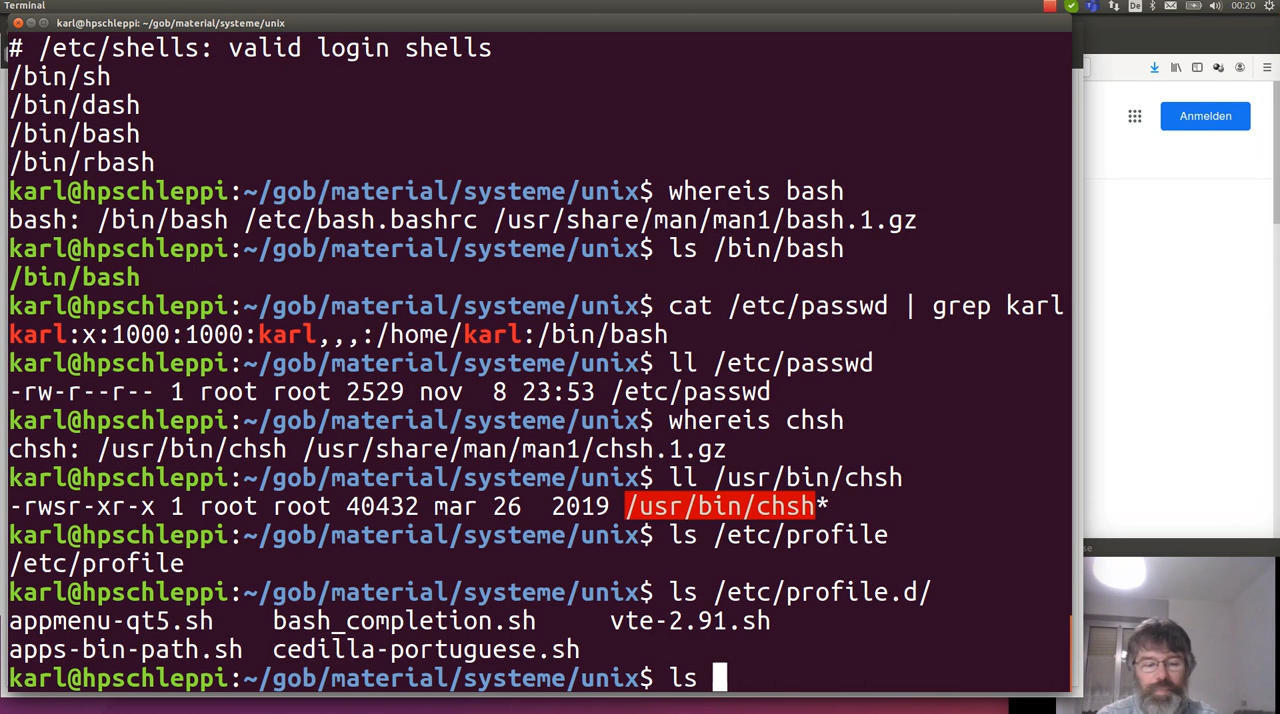 Terminal
De
00:20
karl@hpschleppi: ~/gob/material/systeme/unix
# /etc/shells: valid login shells
/bin/sh
/bin/dash
/bin/bash
/bin/rbash
karl@hpschleppi:~/gob/material/systeme/unix$ whereis bash
bash: /bin/bash /etc/bash.bashrc /usr/share/man/man1/bash.1.gz
karl@hpschleppi:~/gob/material/systeme/unix$ ls /bin/bash
/bin/bash
karl@hpschleppi:~/gob/material/systeme/unix$ cat /etc/passwd | grep karl
karl:x:1000:1000:karl,,,:/home/karl:/bin/bash
karl@hpschleppi:~/gob/material/systeme/unix$ ll /etc/passwd
-rw-r--r-- 1 root root 2529 nov  8 23:53 /etc/passwd
karl@hpschleppi:~/gob/material/systeme/unix$ whereis chsh
chsh: /usr/bin/chsh /usr/share/man/man1/chsh.1.gz
karl@hpschleppi:~/gob/material/systeme/unix$ ll /usr/bin/chsh
-rwsr-xr-x 1 root root 40432 mar 26  2019 /usr/bin/chsh*
karl@hpschleppi:~/gob/material/systeme/unix$ ls /etc/profile
/etc/profile
karl@hpschleppi:~/gob/material/systeme/unix$ ls /etc/profile.d/
appmenu-qt5.sh    bash_completion.sh     vte-2.91.sh
apps-bin-path.sh  cedilla-portuguese.sh
karl@hpschleppi:~/gob/material/systeme/unix$ ls
Anmelden